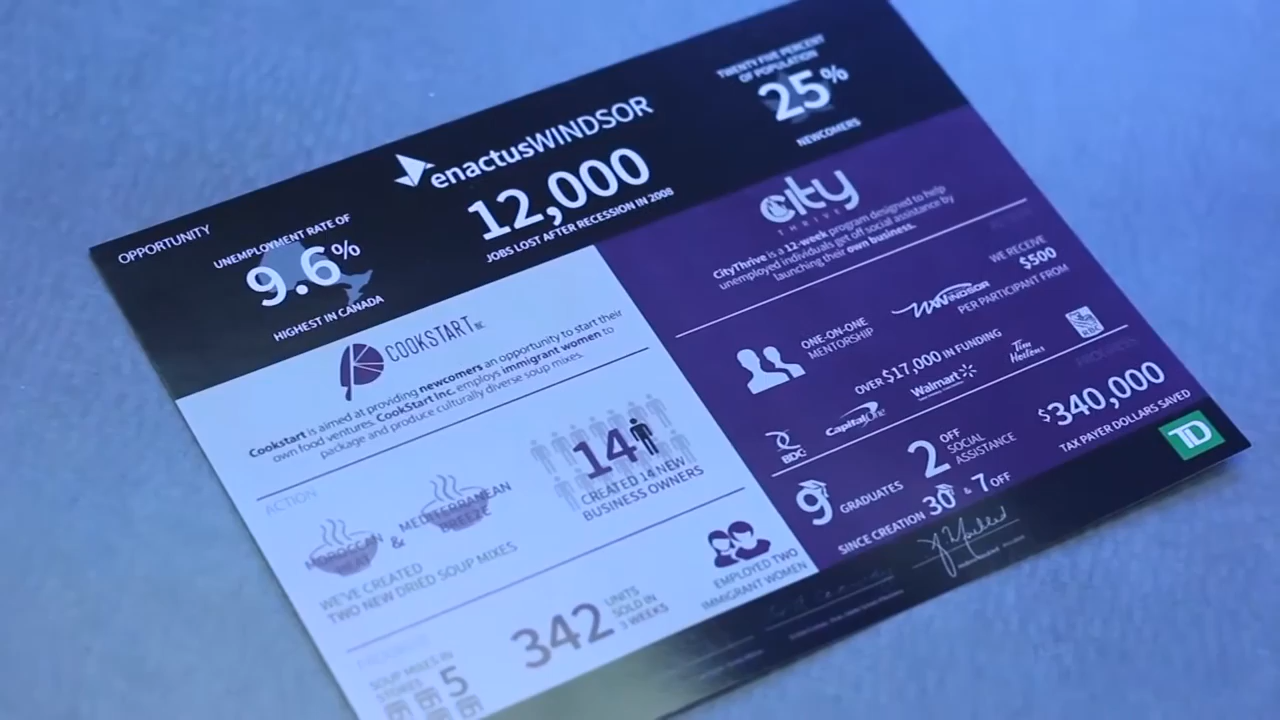 OPPORTUNITY
UNEMPLOYMENT RATE OF
9.6%
HIGHEST IN CANADA
enactusWINDSOR
12,000
JOBS LOST AFTER RECESSION IN 2008
TWENTY FIVE PERCENT
OF POPULATION
25%
NEWCOMERS
COOKSTART INC.
Cookstart is aimed at providing newcomers an opportunity to start their
own food ventures. CookStart Inc. employs immigrant women to
package and produce culturally diverse soup mixes.
ACTION
MOROCCAN
HEAT
&
MEDITERRANEAN
BREEZE
WE'VE CREATED
TWO NEW DRIED SOUP MIXES
14
CREATED 14 NEW
BUSINESS OWNERS
PROGRESS
SOUP MIXES IN
STORES
5
342
UNITS
SOLD IN
3 WEEKS
EMPLOYED TWO
IMMIGRANT WOMEN
City
THRIVE
CityThrive is a 12-week program designed to help
unemployed individuals get off social assistance by
launching their own business.
ONE-ON-ONE
MENTORSHIP
WINDSOR
WE RECEIVE
$500
PER PARTICIPANT FROM
OVER $17,000 IN FUNDING
BDC
Capital One
Walmart
Tim Hortons
RBC
PROGRESS
9 GRADUATES
2 OFF
SOCIAL
ASSISTANCE
SINCE CREATION 30 & 7 OFF
$340,000
TAX PAYER DOLLARS SAVED
TD